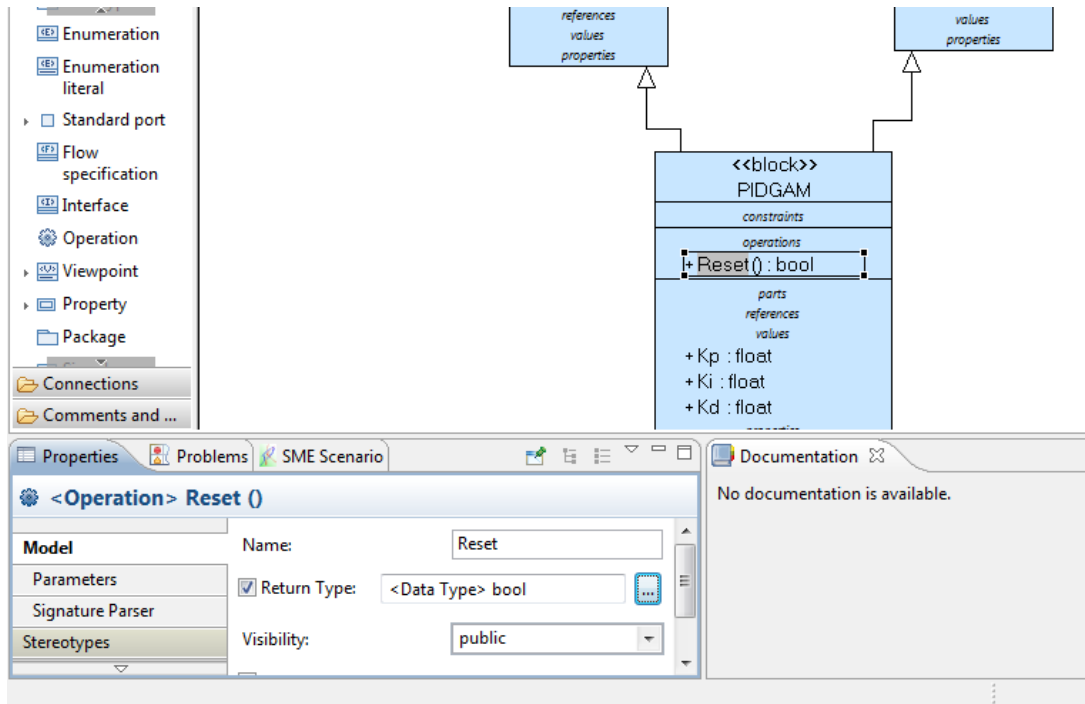 Enumeration
Enumeration
literal
Standard port
Flow
specification
Interface
Operation
Viewpoint
Property
Package
Connections
Comments and ...
references
values
properties
values
properties
<<block>>
PIDGAM
constraints
operations
+ Reset() : bool
parts
references
values
+ Kp : float
+ Ki : float
+ Kd : float
Properties
Problems
SME Scenario
<Operation> Reset ()
Model
Parameters
Signature Parser
Stereotypes
Name:
Reset
Return Type:
<Data Type> bool
...
Visibility:
public
Documentation
No documentation is available.